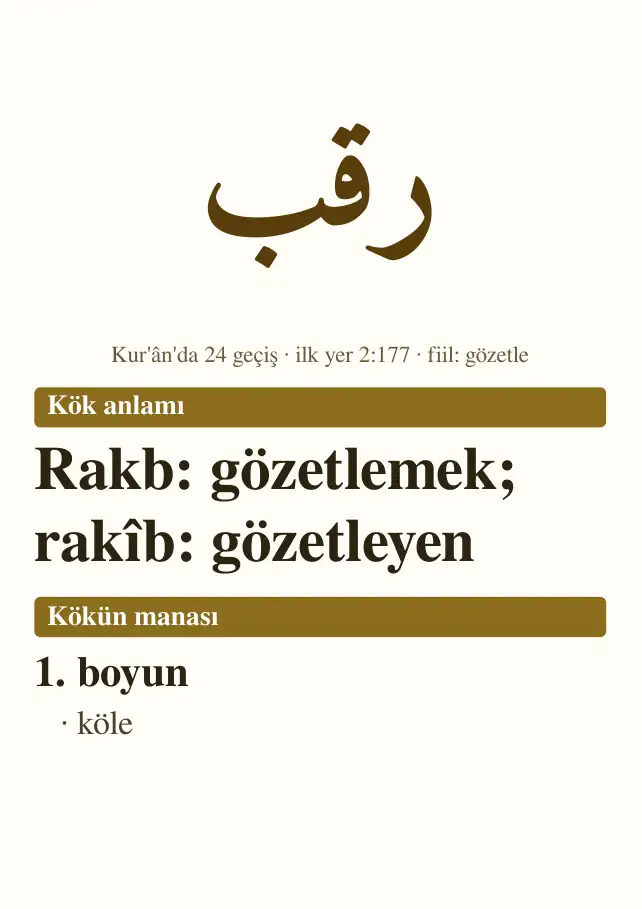 رقب
Kur'ân'da 24 geçiş · ilk yer 2:177 · fiil: gözetle
Kök anlamı
Rakb: gözetlemek;
rakîb: gözetleyen
Kökün manası
1. boyun
· köle